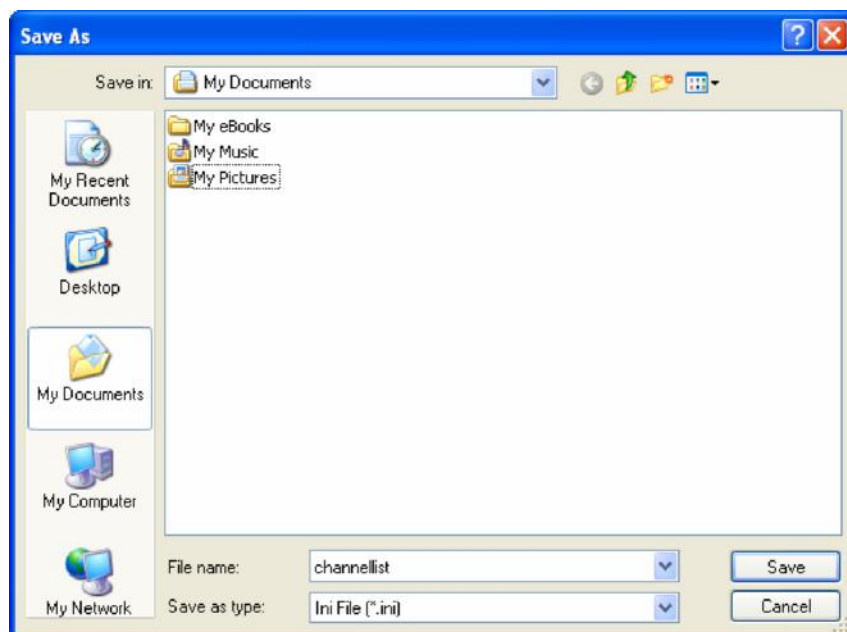 Save As
Save in:
My Documents
My eBooks
My Music
My Pictures
My Recent
Documents
Desktop
My Documents
My Computer
My Network
File name:
channellist
Save
Save as type:
Ini File (*.ini)
Cancel